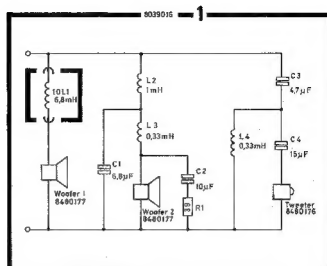 8039016
1
10L1
6,8mH
L2
1mH
C3
4,7µF
L3
0,33mH
L4
0,33mH
C4
15µF
C1
6,8µF
C2
10µF
R1
Woofer 1
8480177
Woofer 2
8480177
Tweeter
8480176